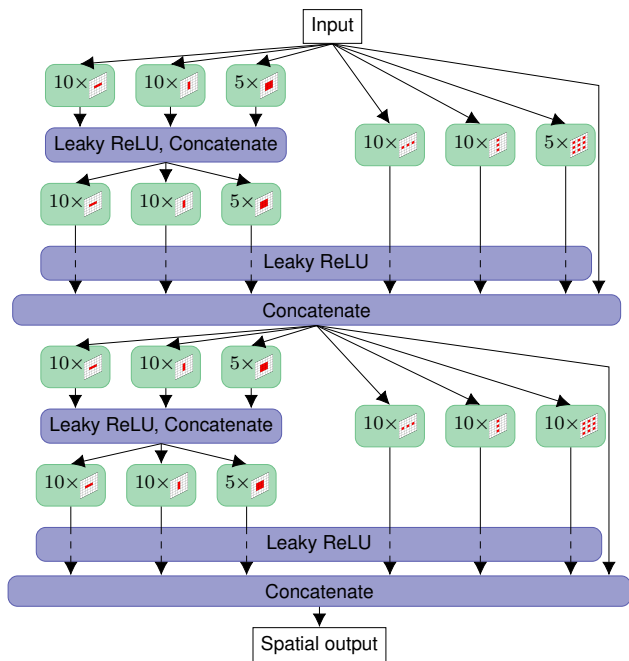 Input
10× 10× 5×
10× 10× 5×
Leaky ReLU, Concatenate
10× 10× 5×
Leaky ReLU
Concatenate
10× 10× 5×
10× 10× 10×
Leaky ReLU, Concatenate
10× 10× 5×
Leaky ReLU
Concatenate
Spatial output